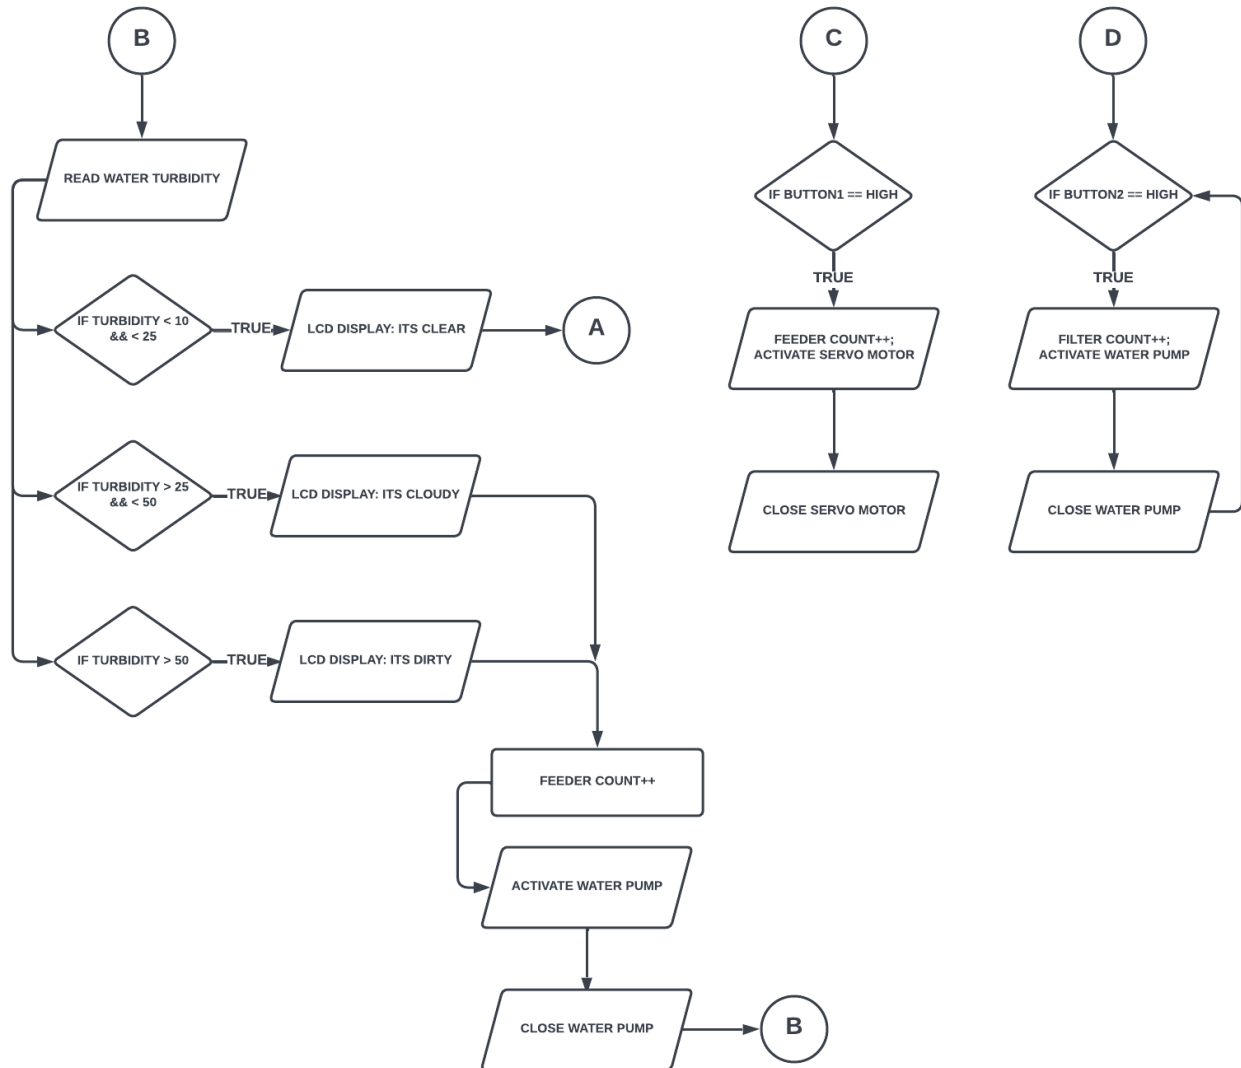 B
READ WATER TURBIDITY
IF TURBIDITY < 10
&& < 25
TRUE
LCD DISPLAY: ITS CLEAR
A
IF TURBIDITY > 25
&& < 50
TRUE
LCD DISPLAY: ITS CLOUDY
IF TURBIDITY > 50
TRUE
LCD DISPLAY: ITS DIRTY
FEEDER COUNT++
ACTIVATE WATER PUMP
CLOSE WATER PUMP
B
C
IF BUTTON1 == HIGH
TRUE
FEEDER COUNT++;
ACTIVATE SERVO MOTOR
CLOSE SERVO MOTOR
D
IF BUTTON2 == HIGH
TRUE
FILTER COUNT++;
ACTIVATE WATER PUMP
CLOSE WATER PUMP